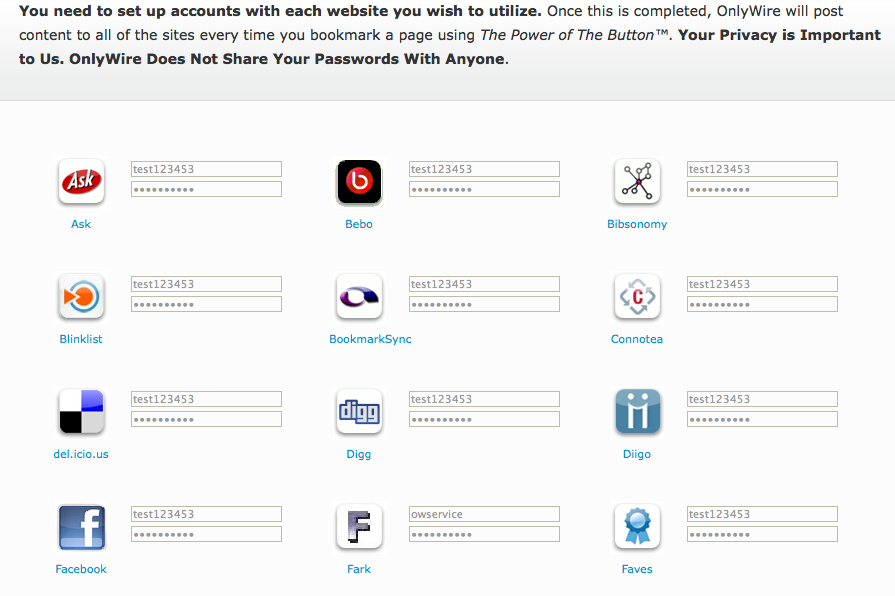 You need to set up accounts with each website you wish to utilize. Once this is completed, OnlyWire will post
content to all of the sites every time you bookmark a page using The Power of The Button™. Your Privacy is Important
to Us. OnlyWire Does Not Share Your Passwords With Anyone.
Ask test123453 test123453 test123453
•••••••••• b •••••••••• ••••••••••
Ask Bebo Bibsonomy
test123453 test123453 C test123453
•••••••••• •••••••••• ••••••••••
Blinklist BookmarkSync Connotea
test123453 digg test123453 test123453
•••••••••• •••••••••• ••••••••••
del.icio.us Digg Diigo
f test123453 F owservice test123453
•••••••••• •••••••••• ••••••••••
Facebook Fark Faves